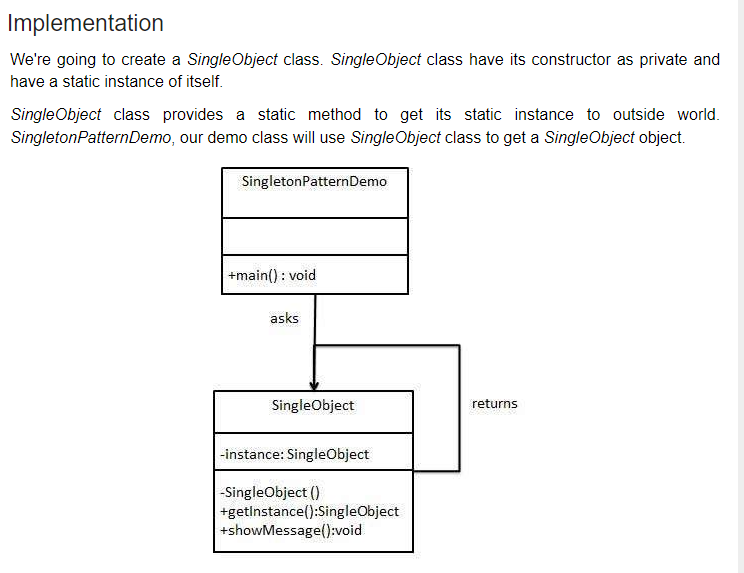 Implementation
We're going to create a SingleObject class. SingleObject class have its constructor as private and
have a static instance of itself.
SingleObject class provides a static method to get its static instance to outside world.
SingletonPatternDemo, our demo class will use SingleObject class to get a SingleObject object.
SingletonPatternDemo
+main() : void
asks
SingleObject
returns
-instance: SingleObject
-SingleObject ()
+getInstance():SingleObject
+showMessage():void